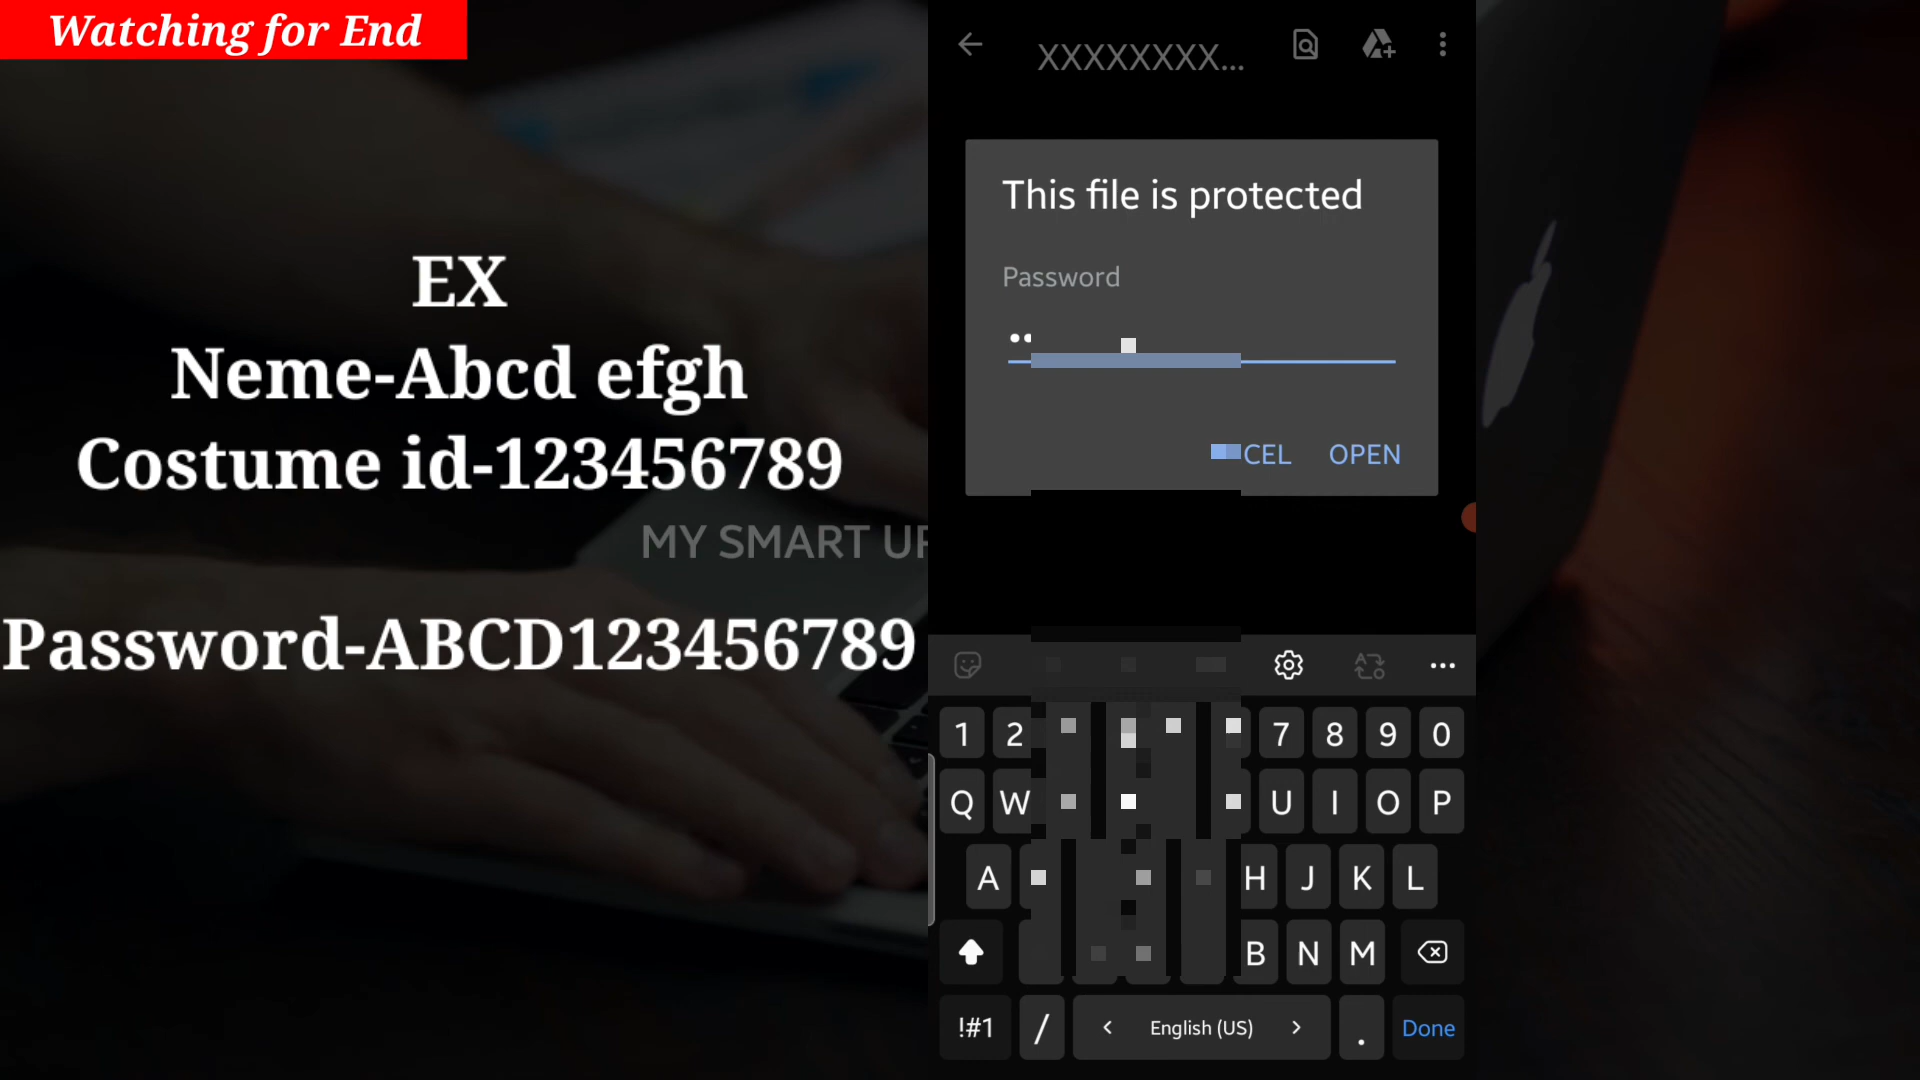 Watching for End
EX
Neme-Abcd efgh
Costume id-123456789
MY SMART
Password-ABCD123456789
XXXXXXXX...
This file is protected
Password
CEL OPEN
1 2 7 8 9 0
Q W U I O P
A H J K L
B N M
!#1 / < English (US) > . Done